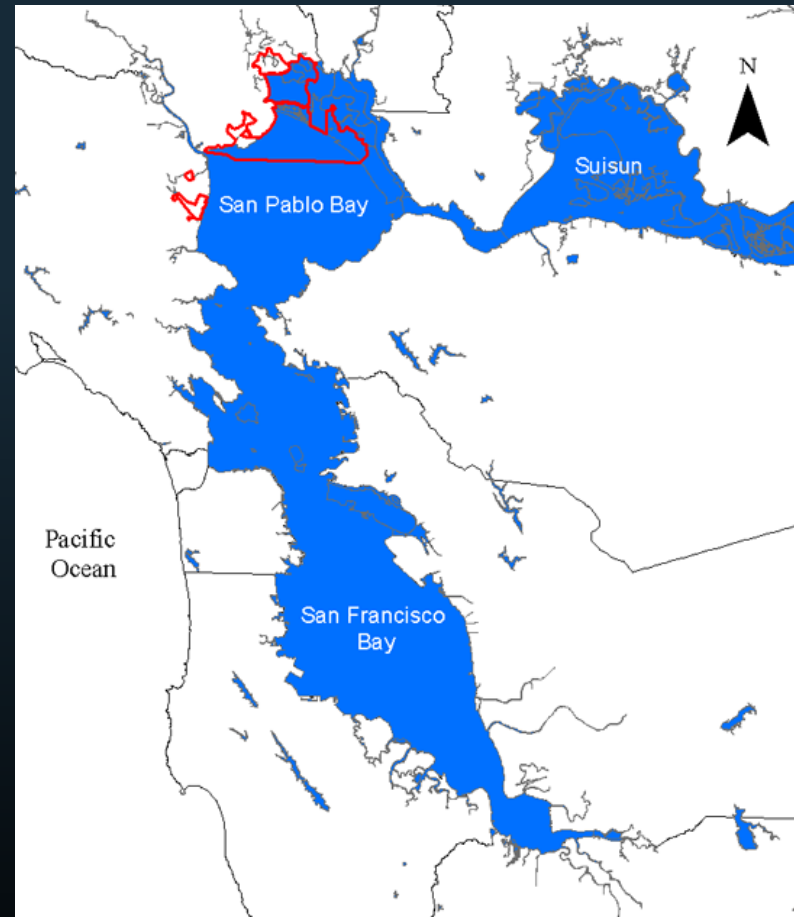 N
Suisun
San Pablo Bay
Pacific
Ocean
San Francisco
Bay